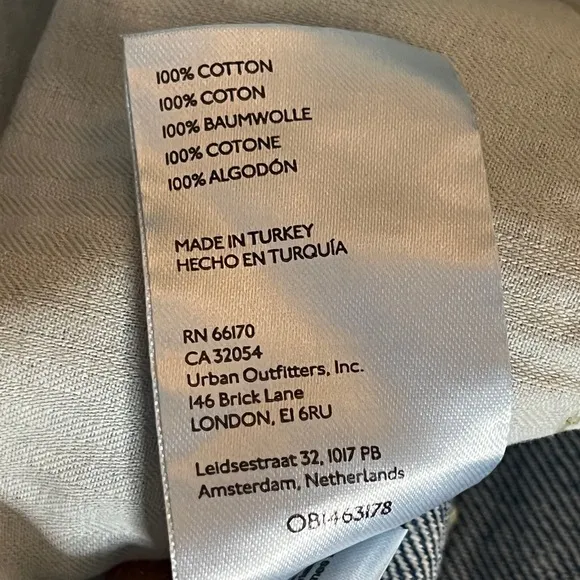 100% COTTON
100% COTON
100% BAUMWOLLE
100% COTONE
100% ALGODÓN
MADE IN TURKEY
HECHO EN TURQUÍA
RN 66170
CA 32054
Urban Outfitters, Inc.
146 Brick Lane
LONDON, E1 6RU
Leidsestraat 32, 1017 PB
Amsterdam, Netherlands
OB1463178